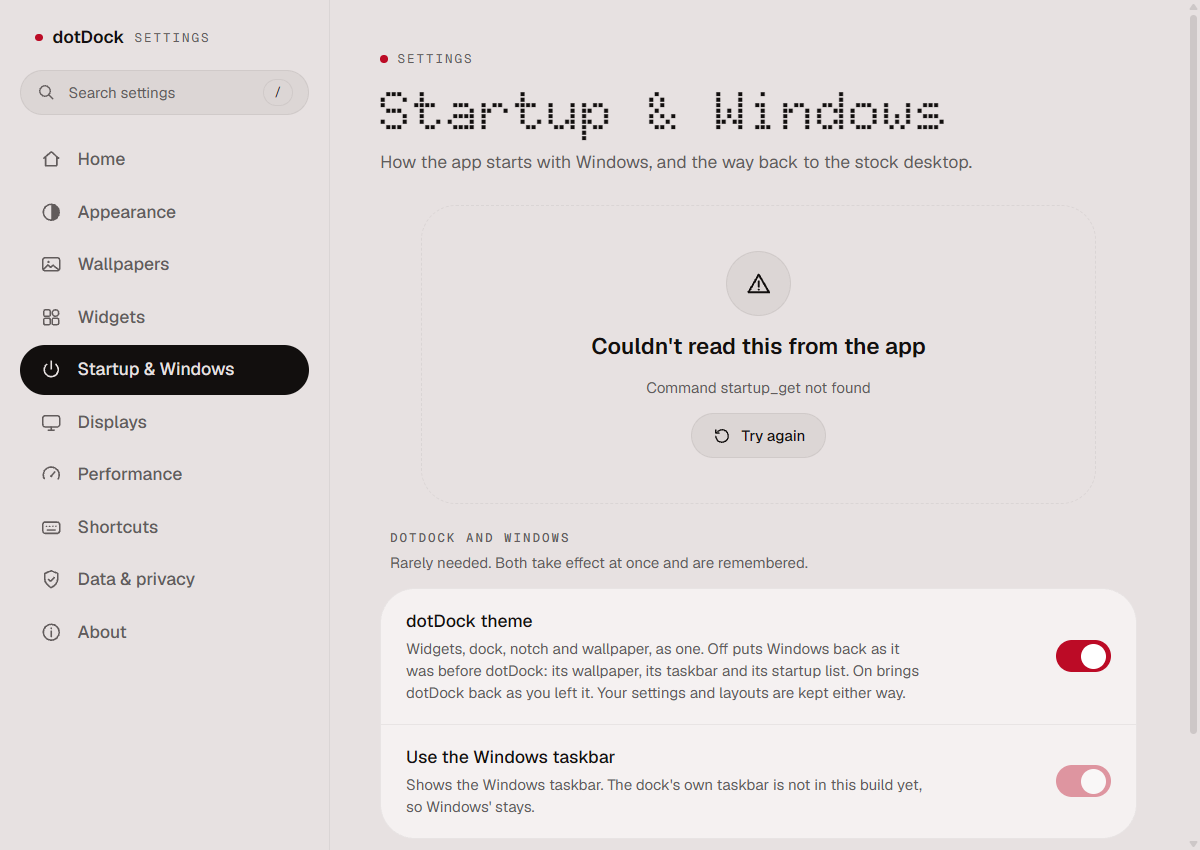 dotDock SETTINGS
Search settings /
Home
Appearance
Wallpapers
Widgets
Startup & Windows
Displays
Performance
Shortcuts
Data & privacy
About
SETTINGS
Startup & Windows
How the app starts with Windows, and the way back to the stock desktop.
Couldn't read this from the app
Command startup_get not found
Try again
DOTDOCK AND WINDOWS
Rarely needed. Both take effect at once and are remembered.
dotDock theme
Widgets, dock, notch and wallpaper, as one. Off puts Windows back as it
was before dotDock: its wallpaper, its taskbar and its startup list. On brings
dotDock back as you left it. Your settings and layouts are kept either way.
Use the Windows taskbar
Shows the Windows taskbar. The dock's own taskbar is not in this build yet,
so Windows' stays.